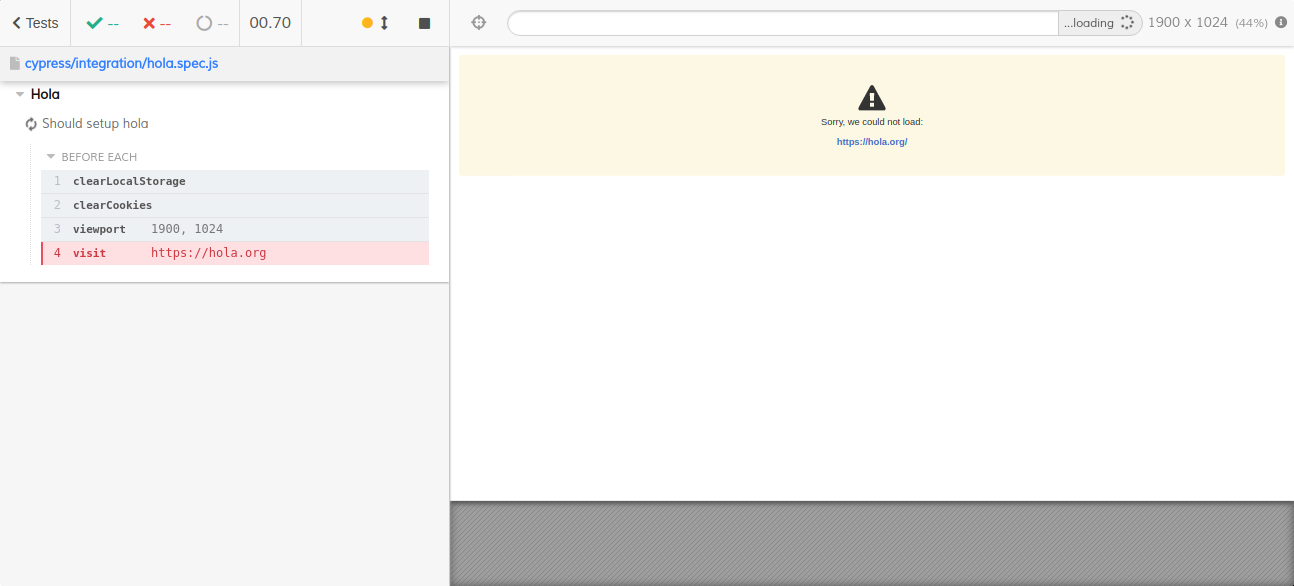 Tests -- -- -- 00.70
...loading 1900 x 1024 (44%)
cypress/integration/hola.spec.js
Hola
Should setup hola
BEFORE EACH
1 clearLocalStorage
2 clearCookies
3 viewport 1900, 1024
4 visit https://hola.org
Sorry, we could not load:
https://hola.org/